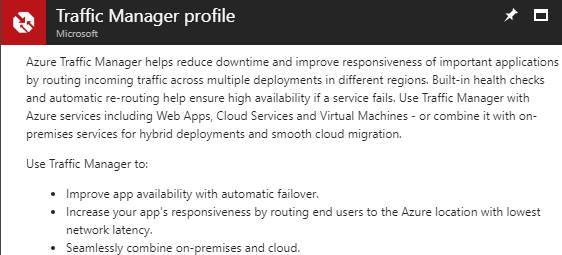 Traffic Manager profile
Microsoft
Azure Traffic Manager helps reduce downtime and improve responsiveness of important applications
by routing incoming traffic across multiple deployments in different regions. Built-in health checks
and automatic re-routing help ensure high availability if a service fails. Use Traffic Manager with
Azure services including Web Apps, Cloud Services and Virtual Machines - or combine it with on-
premises services for hybrid deployments and smooth cloud migration.
Use Traffic Manager to:
• Improve app availability with automatic failover.
• Increase your app's responsiveness by routing end users to the Azure location with lowest
network latency.
• Seamlessly combine on-premises and cloud.